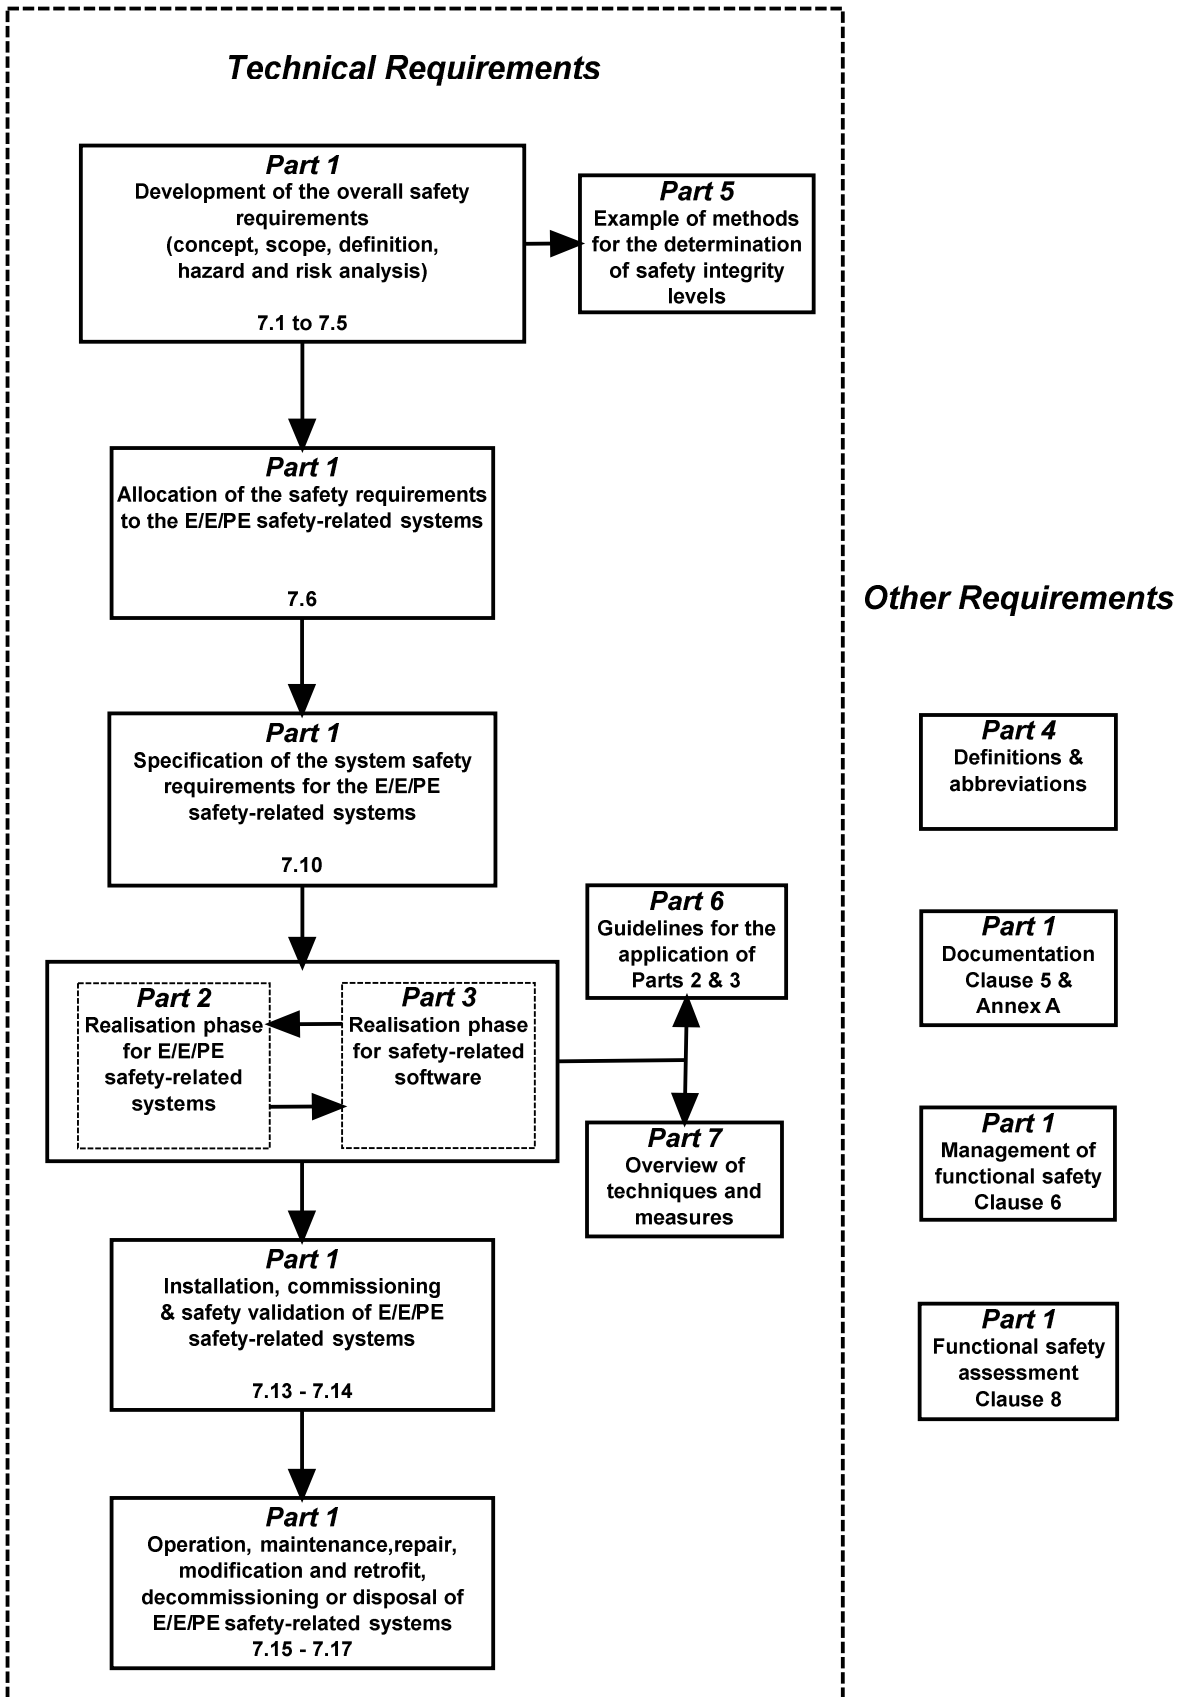 Technical Requirements
Part 1
Development of the overall safety
requirements
(concept, scope, definition,
hazard and risk analysis)
7.1 to 7.5
Part 5
Example of methods
for the determination
of safety integrity
levels
Part 1
Allocation of the safety requirements
to the E/E/PE safety-related systems
7.6
Part 1
Specification of the system safety
requirements for the E/E/PE
safety-related systems
7.10
Part 2
Realisation phase
for E/E/PE
safety-related
systems
Part 3
Realisation phase
for safety-related
software
Part 6
Guidelines for the
application of
Parts 2 & 3
Part 7
Overview of
techniques and
measures
Part 1
Installation, commissioning
& safety validation of E/E/PE
safety-related systems
7.13 - 7.14
Part 1
Operation, maintenance,repair,
modification and retrofit,
decommissioning or disposal of
E/E/PE safety-related systems
7.15 - 7.17
Other Requirements
Part 4
Definitions &
abbreviations
Part 1
Documentation
Clause 5 &
Annex A
Part 1
Management of
functional safety
Clause 6
Part 1
Functional safety
assessment
Clause 8